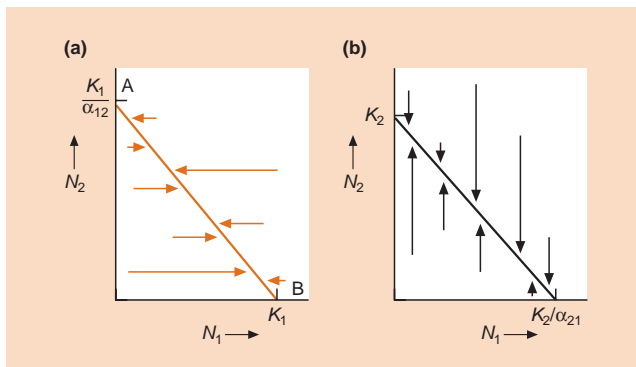 (a)
K₁
α₁₂
A
N₂
B
K₁
N₁
(b)
K₂
N₂
K₂/α₂₁
N₁